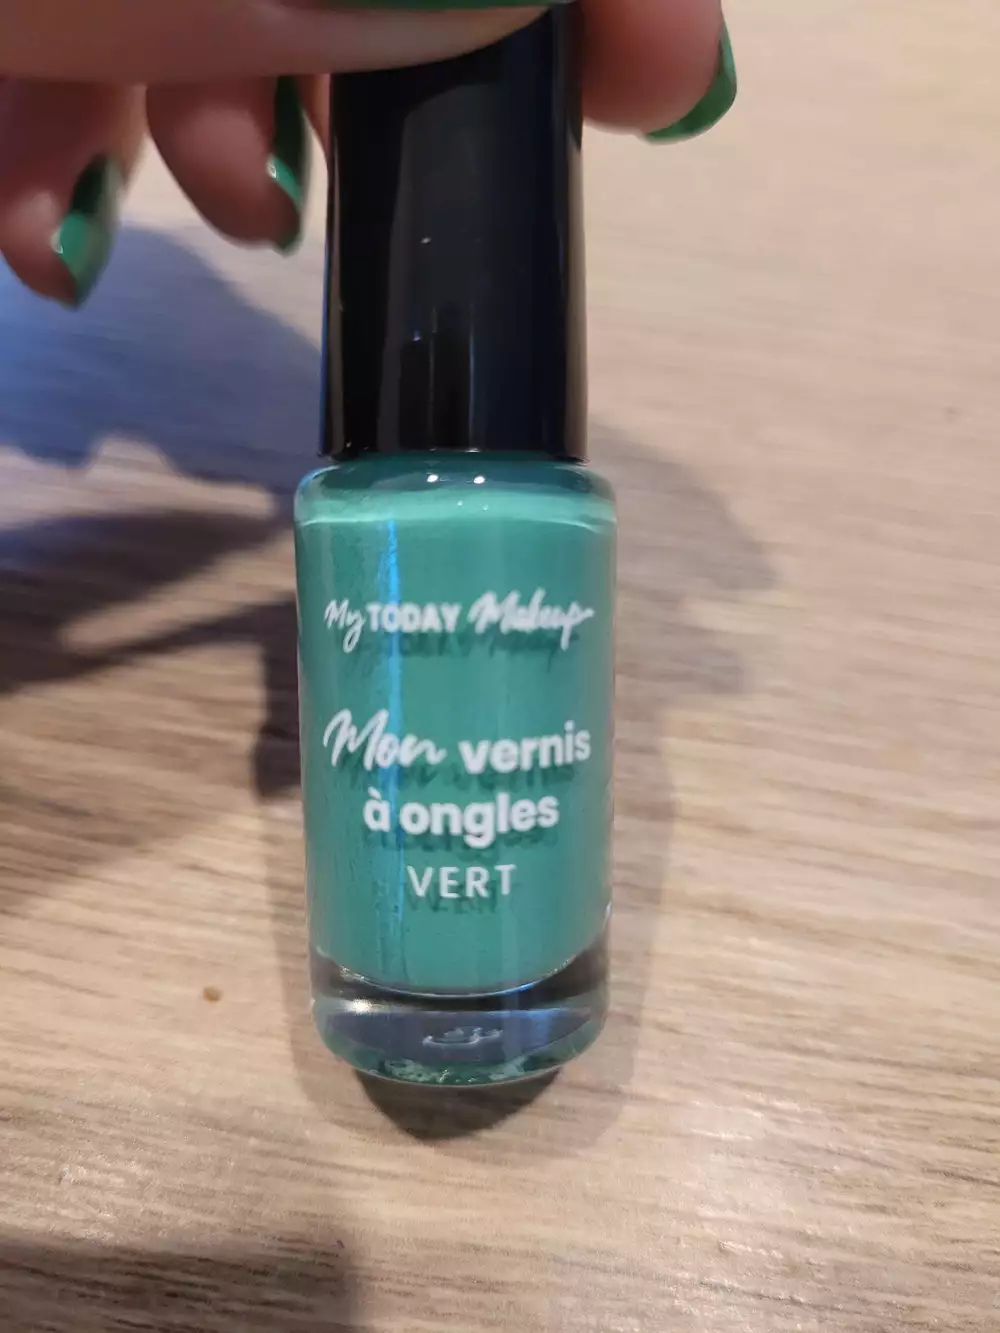 My TODAY Makeup
Mon vernis
à ongles
VERT